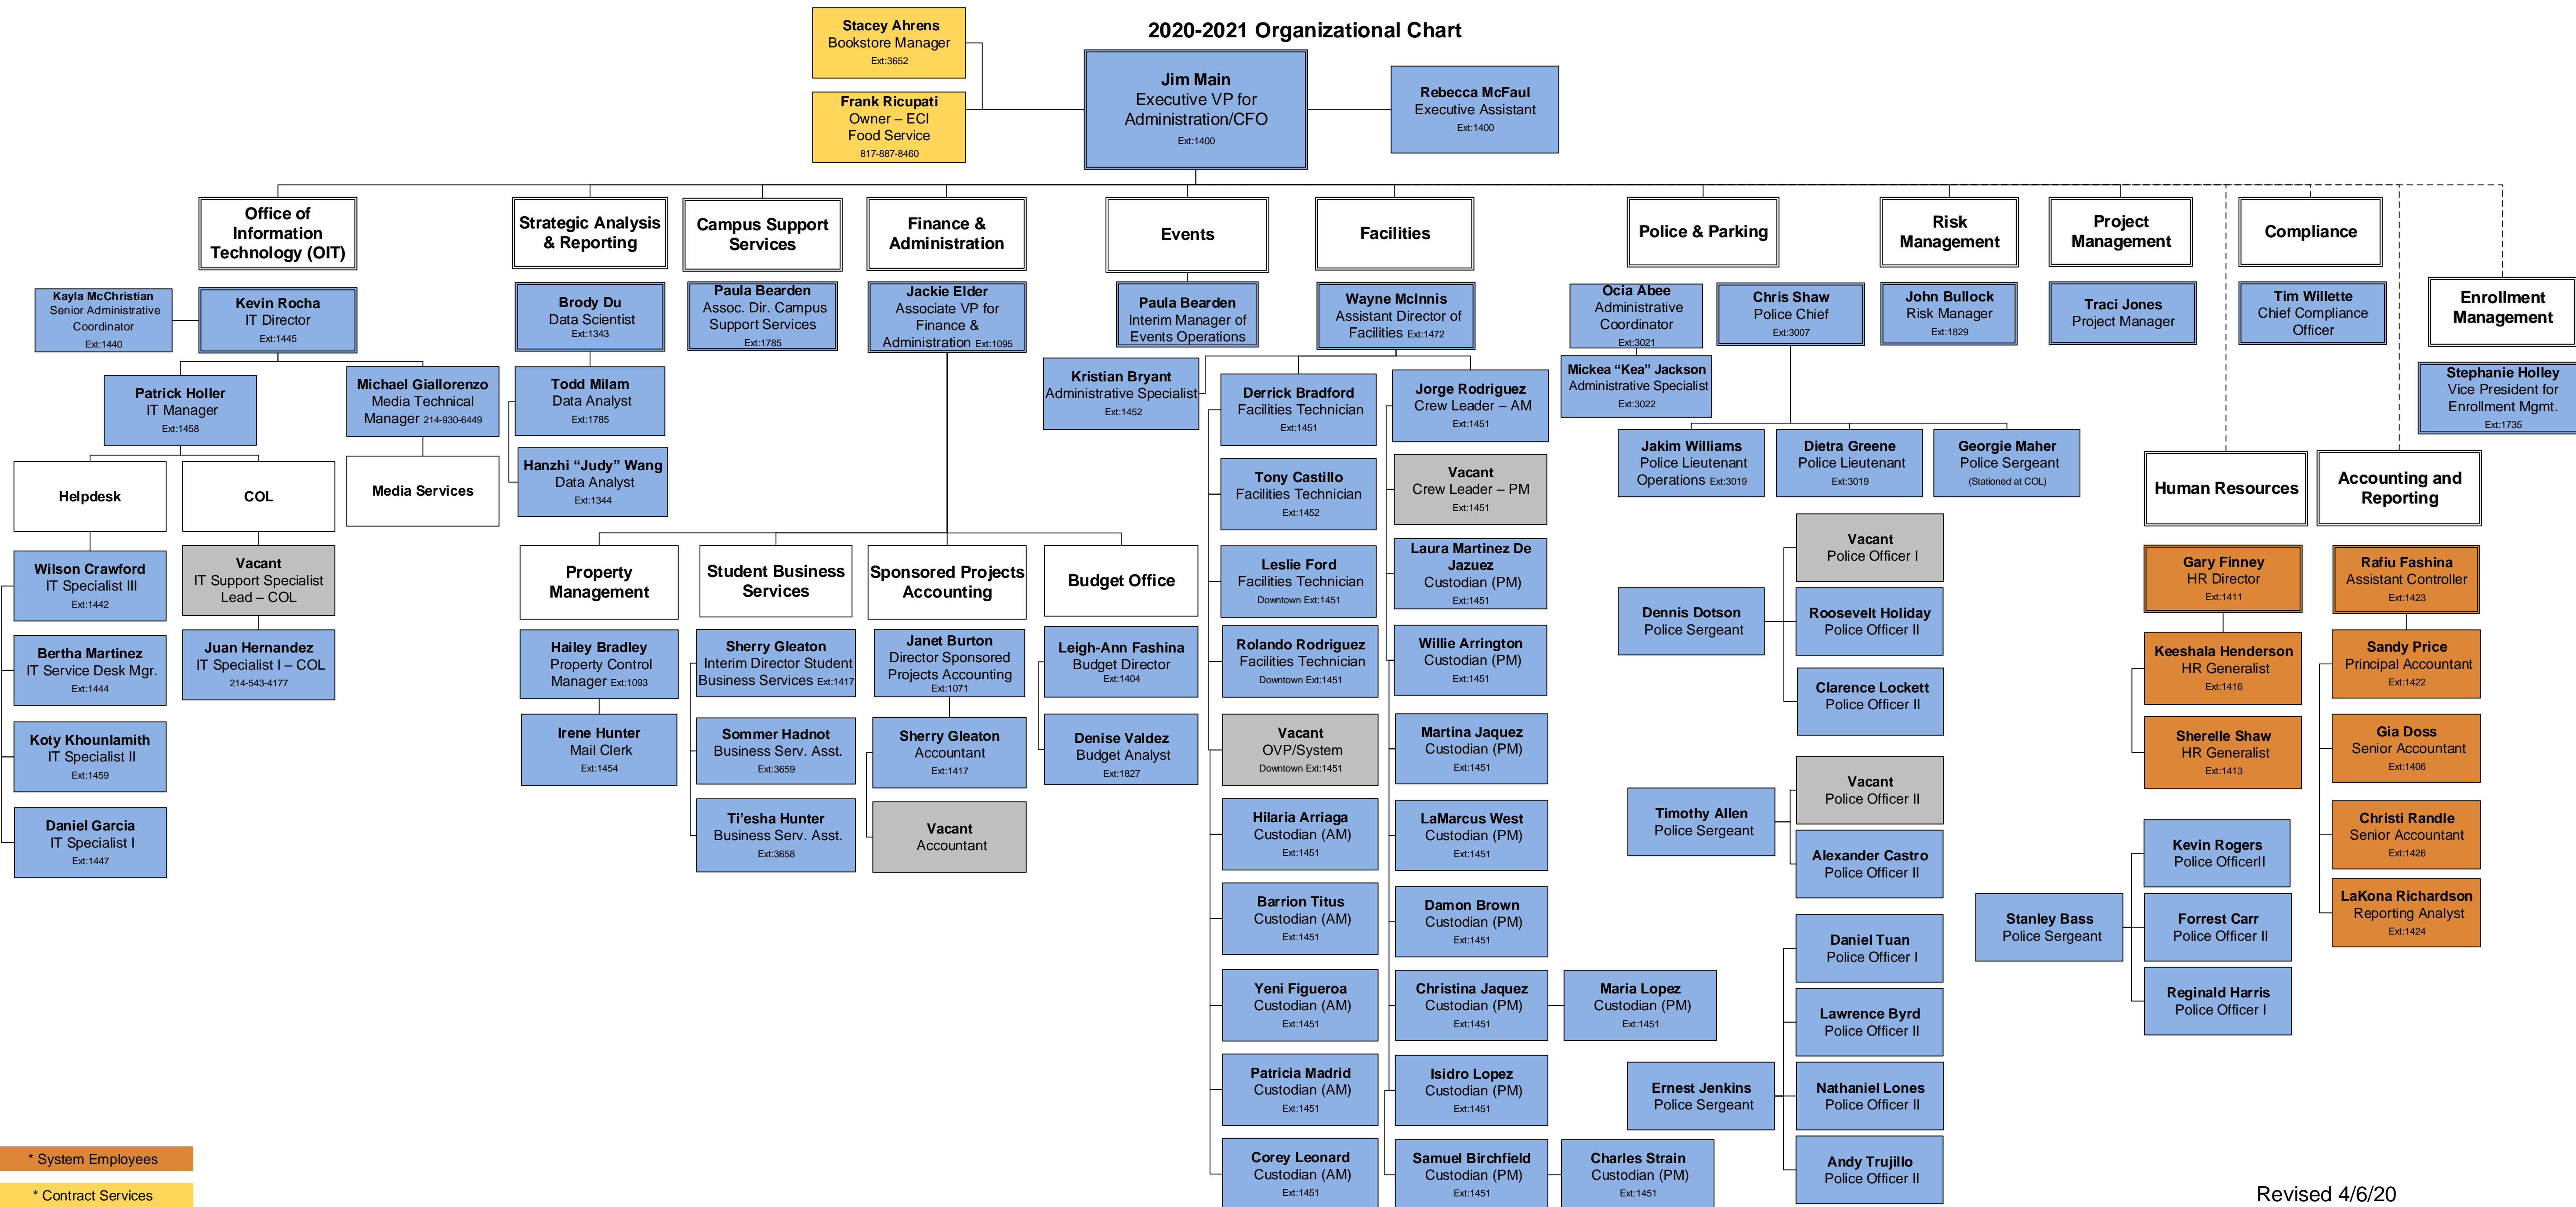 2020-2021 Organizational Chart
Stacey Ahrens
Bookstore Manager
Ext:3652
Frank Ricupati
Owner – ECI
Food Service
817-887-8460
Jim Main
Executive VP for
Administration/CFO
Ext:1400
Rebecca McFaul
Executive Assistant
Ext:1400
Office of
Information
Technology (OIT)
Kayla McChristian
Senior Administrative
Coordinator
Ext:1440
Kevin Rocha
IT Director
Ext:1445
Patrick Holler
IT Manager
Ext:1458
Michael Giallorenzo
Media Technical
Manager 214-930-6449
Helpdesk
COL
Media Services
Wilson Crawford
IT Specialist III
Ext:1442
Bertha Martinez
IT Service Desk Mgr.
Ext:1444
Koty Khounlamith
IT Specialist II
Ext:1459
Daniel Garcia
IT Specialist I
Ext:1447
Vacant
IT Support Specialist
Lead – COL
Juan Hernandez
IT Specialist I – COL
214-543-4177
Strategic Analysis
& Reporting
Brody Du
Data Scientist
Ext:1343
Todd Milam
Data Analyst
Ext:1785
Hanzhi “Judy” Wang
Data Analyst
Ext:1344
Campus Support
Services
Paula Bearden
Assoc. Dir. Campus
Support Services
Ext:1785
Finance &
Administration
Jackie Elder
Associate VP for
Finance &
Administration Ext:1095
Property
Management
Hailey Bradley
Property Control
Manager Ext:1093
Irene Hunter
Mail Clerk
Ext:1454
Student Business
Services
Sherry Gleaton
Interim Director Student
Business Services Ext:1417
Sommer Hadnot
Business Serv. Asst.
Ext:3659
Ti’esha Hunter
Business Serv. Asst.
Ext:3658
Sponsored Projects
Accounting
Janet Burton
Director Sponsored
Projects Accounting
Ext:1071
Sherry Gleaton
Accountant
Ext:1417
Vacant
Accountant
Budget Office
Leigh-Ann Fashina
Budget Director
Ext:1404
Denise Valdez
Budget Analyst
Ext:1827
Events
Paula Bearden
Interim Manager of
Events Operations
Facilities
Wayne McInnis
Assistant Director of
Facilities Ext:1472
Kristian Bryant
Administrative Specialist
Ext:1452
Derrick Bradford
Facilities Technician
Ext:1451
Tony Castillo
Facilities Technician
Ext:1452
Leslie Ford
Facilities Technician
Downtown Ext:1451
Rolando Rodriguez
Facilities Technician
Downtown Ext:1451
Vacant
OVP/System
Downtown Ext:1451
Hilaria Arriaga
Custodian (AM)
Ext:1451
Barrion Titus
Custodian (AM)
Ext:1451
Yeni Figueroa
Custodian (AM)
Ext:1451
Patricia Madrid
Custodian (AM)
Ext:1451
Corey Leonard
Custodian (AM)
Ext:1451
Jorge Rodriguez
Crew Leader – AM
Ext:1451
Vacant
Crew Leader – PM
Ext:1451
Laura Martinez De
Jazuez
Custodian (PM)
Ext:1451
Willie Arrington
Custodian (PM)
Ext:1451
Martina Jaquez
Custodian (PM)
Ext:1451
LaMarcus West
Custodian (PM)
Ext:1451
Damon Brown
Custodian (PM)
Ext:1451
Christina Jaquez
Custodian (PM)
Ext:1451
Maria Lopez
Custodian (PM)
Ext:1451
Isidro Lopez
Custodian (PM)
Ext:1451
Samuel Birchfield
Custodian (PM)
Ext:1451
Charles Strain
Custodian (PM)
Ext:1451
Police & Parking
Ocia Abee
Administrative
Coordinator
Ext:3021
Mickea “Kea” Jackson
Administrative Specialist
Ext:3022
Chris Shaw
Police Chief
Ext:3007
Jakim Williams
Police Lieutenant
Operations Ext:3019
Dietra Greene
Police Lieutenant
Ext:3019
Georgie Maher
Police Sergeant
(Stationed at COL)
Dennis Dotson
Police Sergeant
Vacant
Police Officer I
Roosevelt Holiday
Police Officer II
Clarence Lockett
Police Officer II
Timothy Allen
Police Sergeant
Vacant
Police Officer II
Alexander Castro
Police Officer II
Ernest Jenkins
Police Sergeant
Daniel Tuan
Police Officer I
Lawrence Byrd
Police Officer II
Nathaniel Lones
Police Officer II
Andy Trujillo
Police Officer II
Stanley Bass
Police Sergeant
Kevin Rogers
Police OfficerII
Forrest Carr
Police Officer II
Reginald Harris
Police Officer I
Risk
Management
John Bullock
Risk Manager
Ext:1829
Project
Management
Traci Jones
Project Manager
Compliance
Tim Willette
Chief Compliance
Officer
Enrollment
Management
Stephanie Holley
Vice President for
Enrollment Mgmt.
Ext:1735
Human Resources
Gary Finney
HR Director
Ext:1411
Keeshala Henderson
HR Generalist
Ext:1416
Sherelle Shaw
HR Generalist
Ext:1413
Accounting and
Reporting
Rafiu Fashina
Assistant Controller
Ext:1423
Sandy Price
Principal Accountant
Ext:1422
Gia Doss
Senior Accountant
Ext:1406
Christi Randle
Senior Accountant
Ext:1426
LaKona Richardson
Reporting Analyst
Ext:1424
* System Employees
* Contract Services
Revised 4/6/20